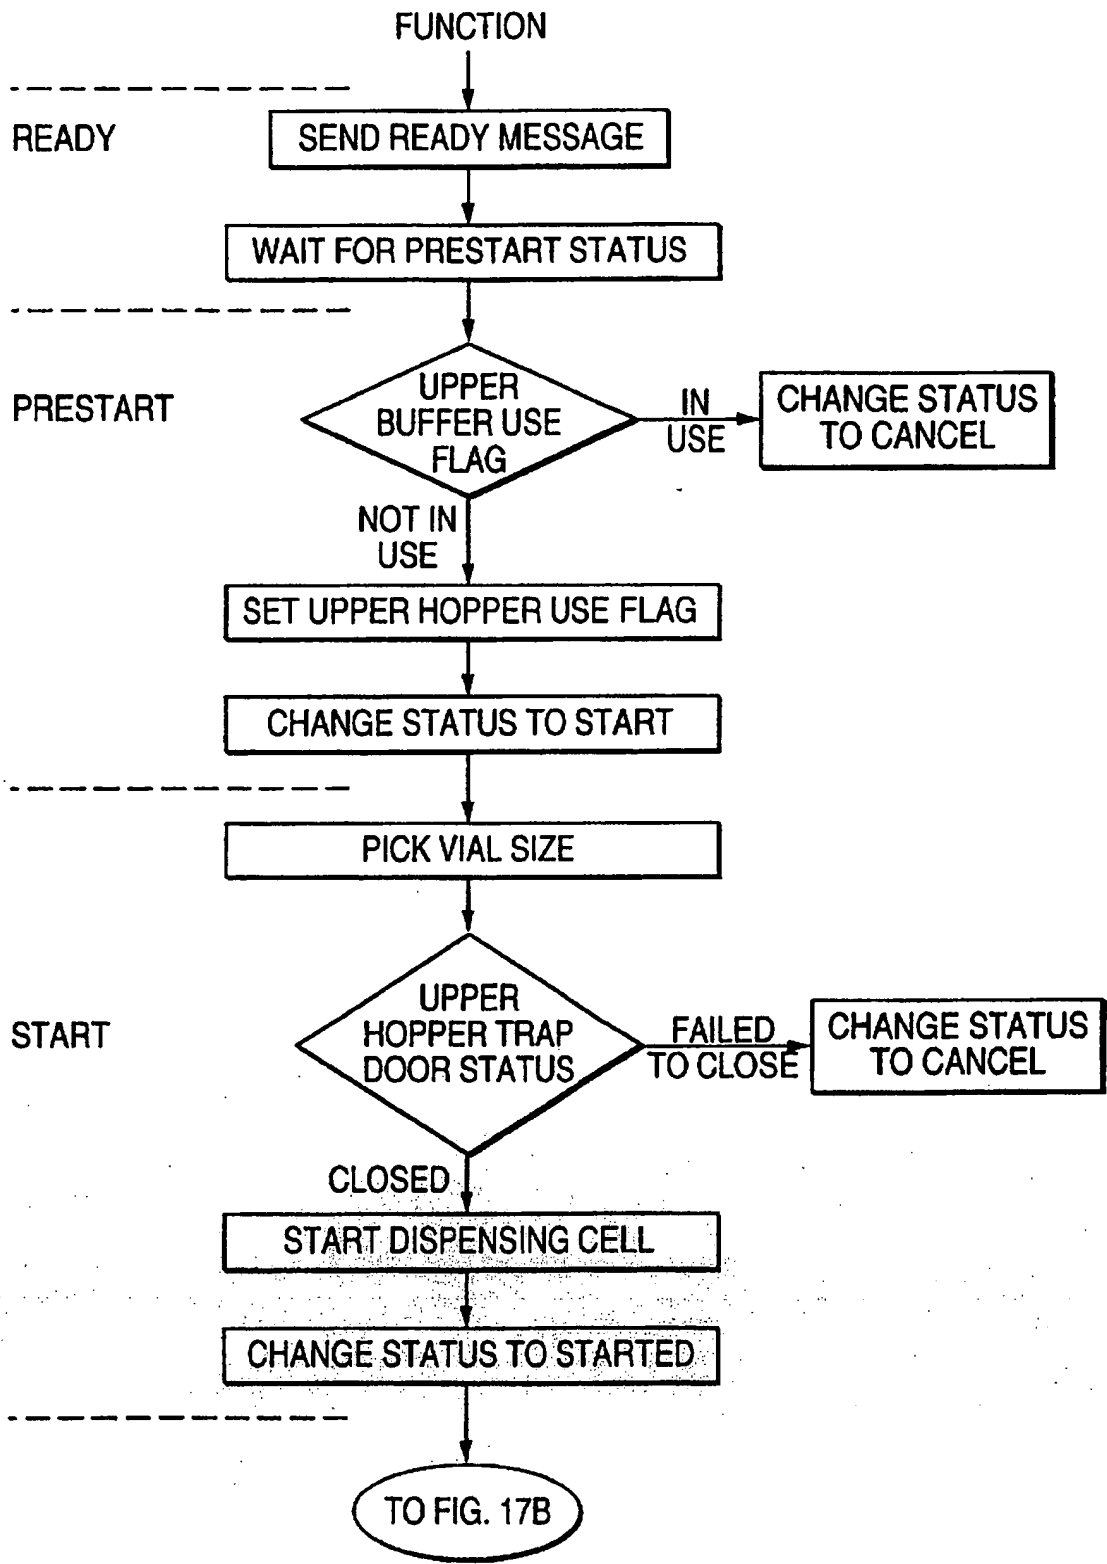 FUNCTION
READY
SEND READY MESSAGE
WAIT FOR PRESTART STATUS
PRESTART
UPPER
BUFFER USE
FLAG
IN
USE
CHANGE STATUS
TO CANCEL
NOT IN
USE
SET UPPER HOPPER USE FLAG
CHANGE STATUS TO START
PICK VIAL SIZE
START
UPPER
HOPPER TRAP
DOOR STATUS
FAILED
TO CLOSE
CHANGE STATUS
TO CANCEL
CLOSED
START DISPENSING CELL
CHANGE STATUS TO STARTED
TO FIG. 17B